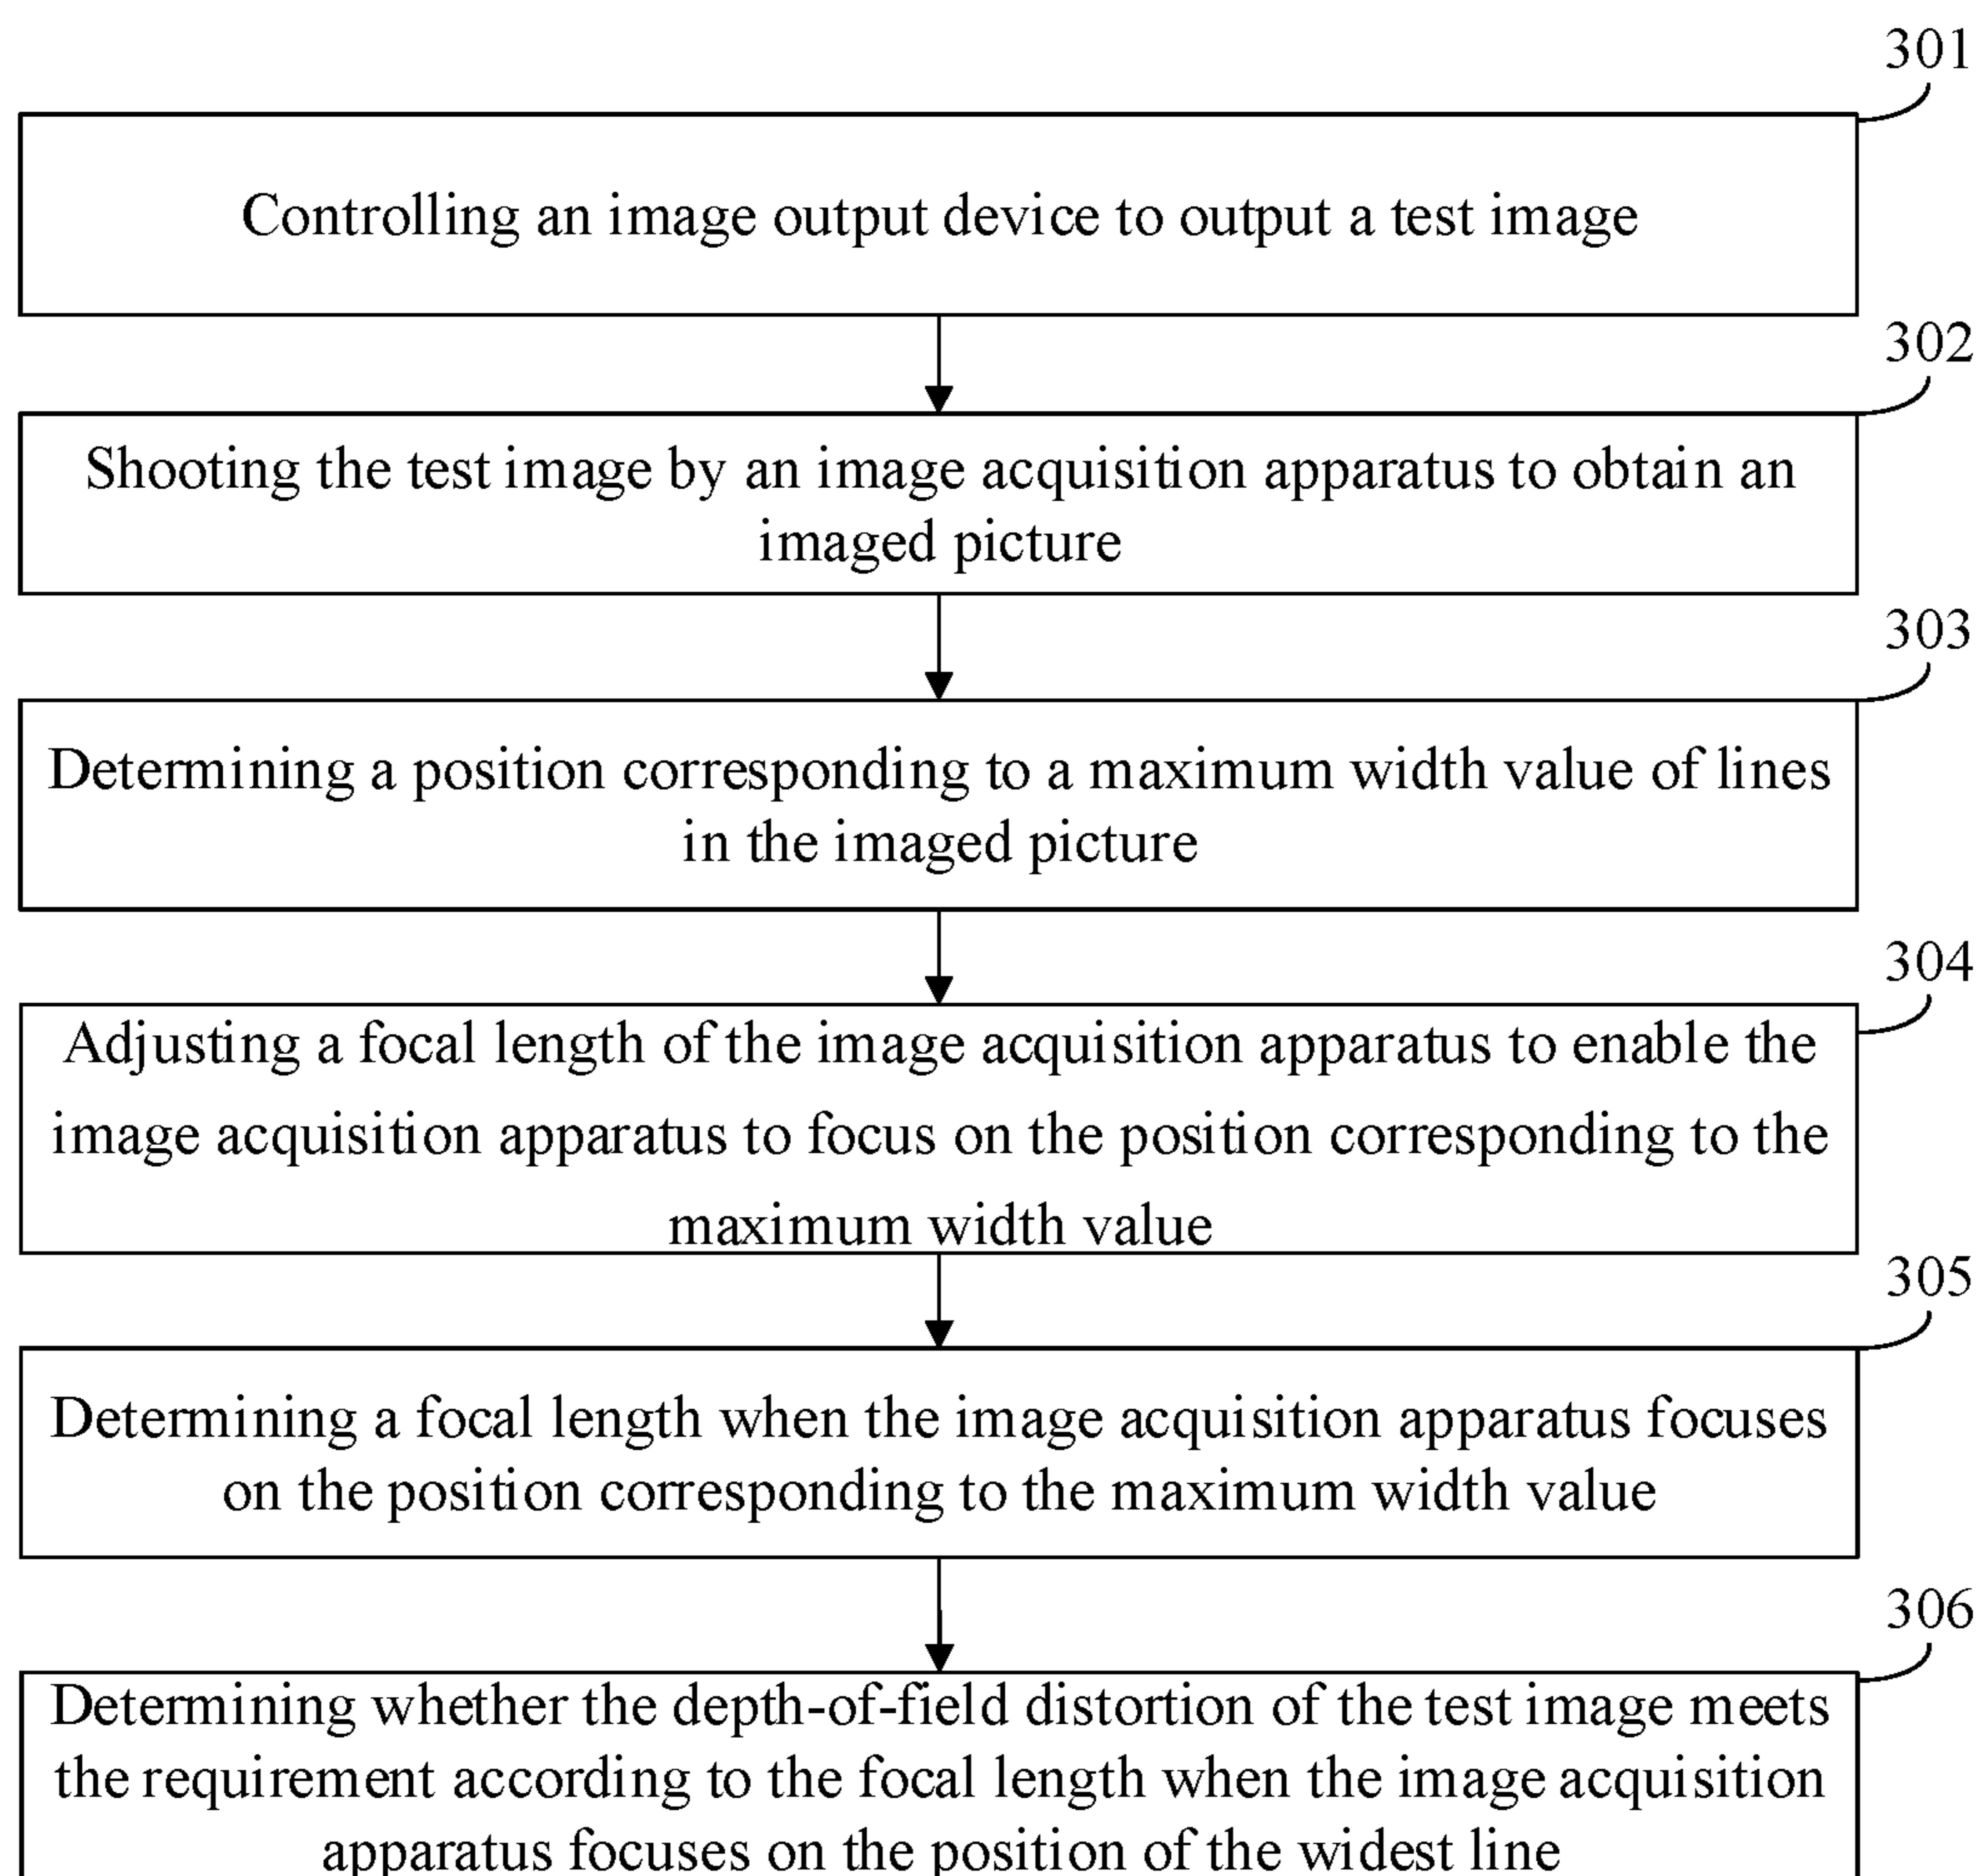 301
Controlling an image output device to output a test image
302
Shooting the test image by an image acquisition apparatus to obtain an
imaged picture
303
Determining a position corresponding to a maximum width value of lines
in the imaged picture
304
Adjusting a focal length of the image acquisition apparatus to enable the
image acquisition apparatus to focus on the position corresponding to the
maximum width value
305
Determining a focal length when the image acquisition apparatus focuses
on the position corresponding to the maximum width value
306
Determining whether the depth-of-field distortion of the test image meets
the requirement according to the focal length when the image acquisition
apparatus focuses on the position of the widest line